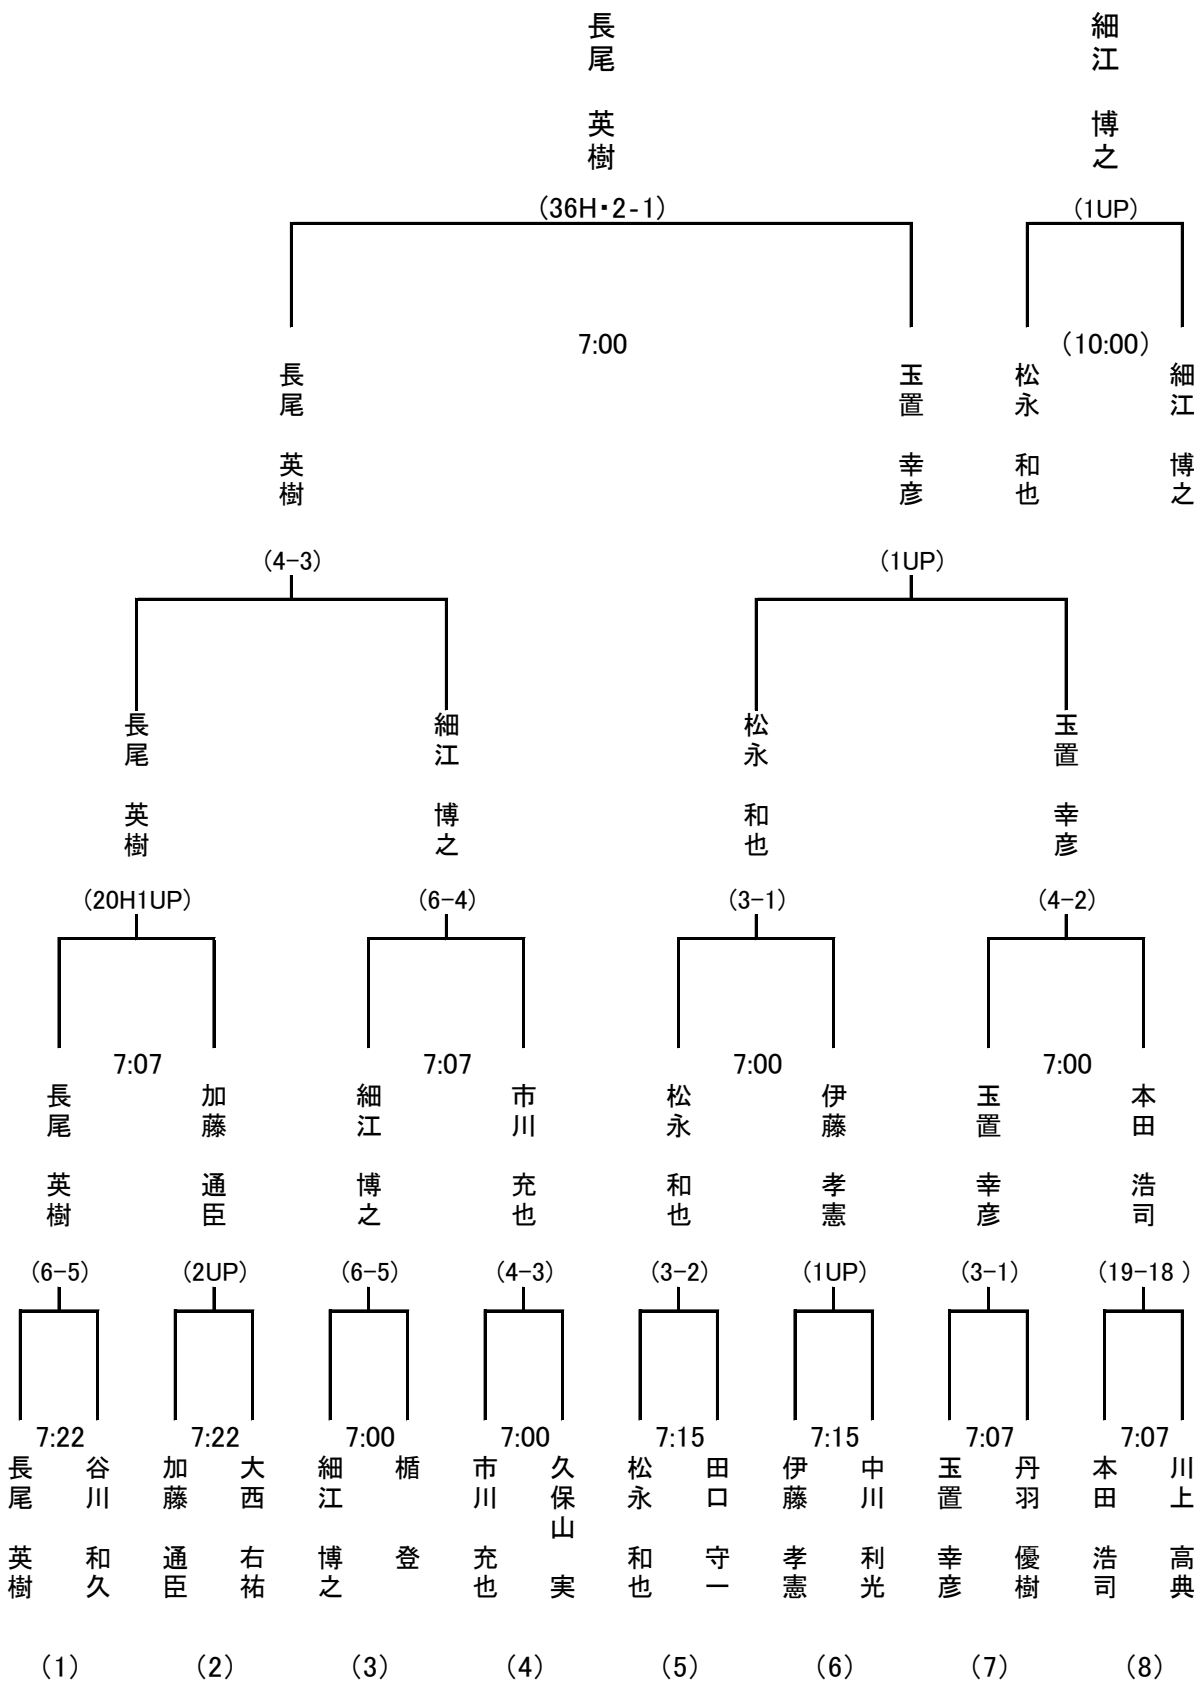 長尾 英樹
細江 博之
(36H・2-1)
(1UP)
7:00
(10:00)
長尾 英樹
玉置 幸彦
松永 和也
細江 博之
(4-3)
(1UP)
長尾 英樹
細江 博之
松永 和也
玉置 幸彦
(20H1UP)
(6-4)
(3-1)
(4-2)
7:07
7:07
7:00
7:00
長尾 英樹
加藤 通臣
細江 博之
市川 充也
松永 和也
伊藤 孝憲
玉置 幸彦
本田 浩司
(6-5)
(2UP)
(6-5)
(4-3)
(3-2)
(1UP)
(3-1)
(19-18 )
7:22
7:22
7:00
7:00
7:15
7:15
7:07
7:07
長尾 英樹
谷川 和久
加藤 通臣
大西 右祐
細江 博之
楯 登
市川 充也
久保山 実
松永 和也
田口 守一
伊藤 孝憲
中川 利光
玉置 幸彦
丹羽 優樹
本田 浩司
川上 高典
(1)
(2)
(3)
(4)
(5)
(6)
(7)
(8)